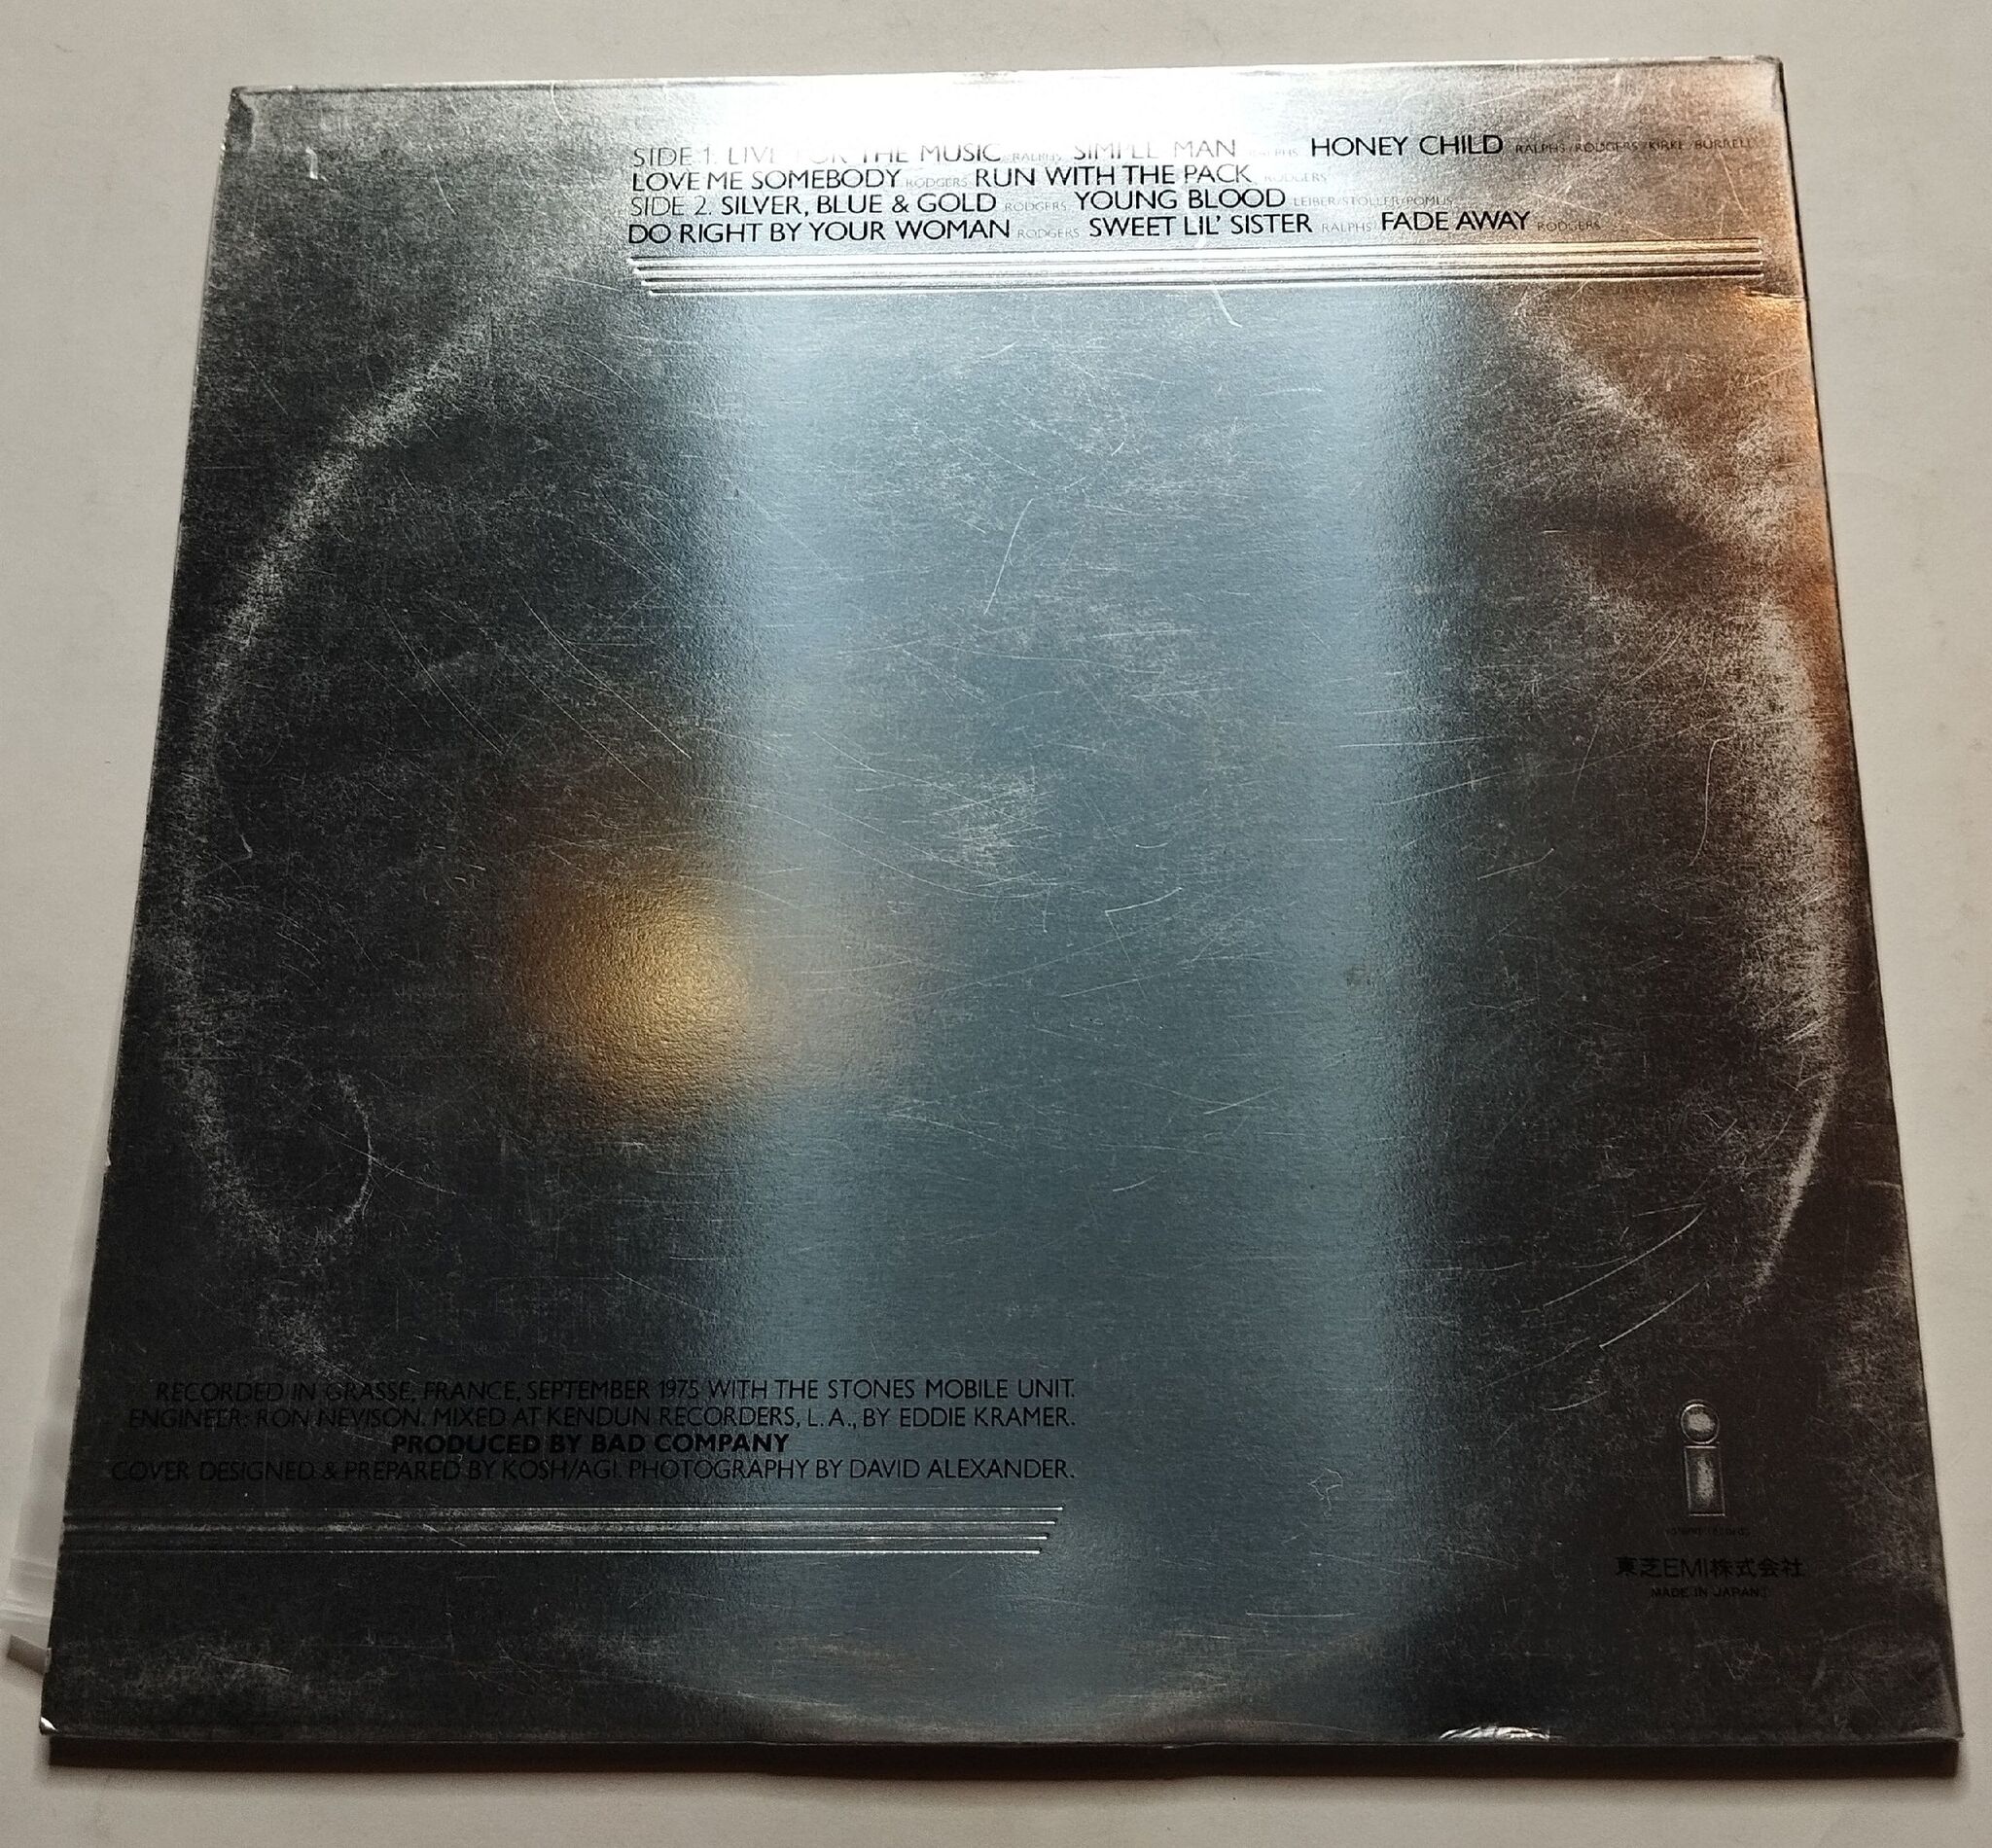 SIDE 1. LIVE FOR THE MUSIC RALPHS SIMPLE MAN RALPHS HONEY CHILD RALPHS/RODGERS/KIRKE/BURRELL
LOVE ME SOMEBODY RODGERS RUN WITH THE PACK RODGERS
SIDE 2. SILVER, BLUE & GOLD RODGERS YOUNG BLOOD LEIBER/STOLLER/POMUS
DO RIGHT BY YOUR WOMAN RODGERS SWEET LIL' SISTER RALPHS FADE AWAY RODGERS
RECORDED IN GRASSE, FRANCE, SEPTEMBER 1975 WITH THE STONES MOBILE UNIT.
ENGINEER: RON NEVISON. MIXED AT KENDUN RECORDERS, L.A., BY EDDIE KRAMER.
PRODUCED BY BAD COMPANY
COVER DESIGNED & PREPARED BY KOSH/AGI. PHOTOGRAPHY BY DAVID ALEXANDER.
i
東芝EMI株式会社
MADE IN JAPAN